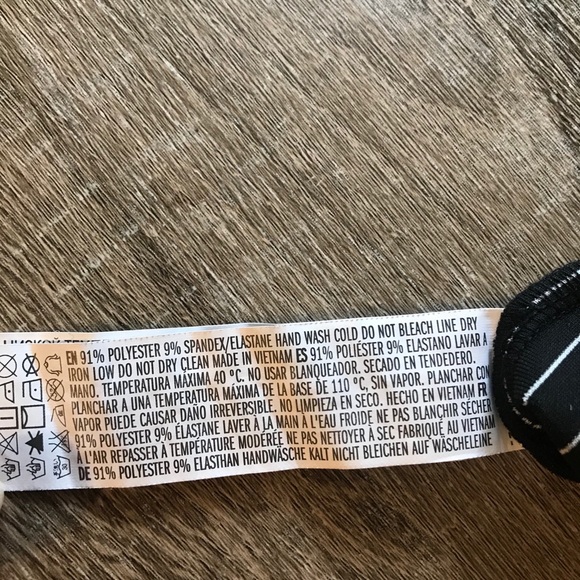 EN 91% POLYESTER 9% SPANDEX/ELASTANE HAND WASH COLD DO NOT BLEACH LINE DRY
IRON LOW DO NOT DRY CLEAN MADE IN VIETNAM ES 91% POLIÉSTER 9% ELASTANO LAVAR A
MANO. TEMPERATURA MÁXIMA 40 °C. NO USAR BLANQUEADOR. SECADO EN TENDEDERO.
PLANCHAR A UNA TEMPERATURA MÁXIMA DE LA BASE DE 110 °C, SIN VAPOR. PLANCHAR CON
VAPOR PUEDE CAUSAR DAÑO IRREVERSIBLE. NO LIMPIEZA EN SECO. HECHO EN VIETNAM FR
91% POLYESTER 9% ÉLASTANE LAVER À LA MAIN À L'EAU FROIDE NE PAS BLANCHIR SÉCHER
À L'AIR REPASSER À TEMPÉRATURE MODÉRÉE NE PAS NETTOYER À SEC FABRIQUÉ AU VIETNAM
DE 91% POLYESTER 9% ELASTHAN HANDWÄSCHE KALT NICHT BLEICHEN AUF WÄSCHELEINE